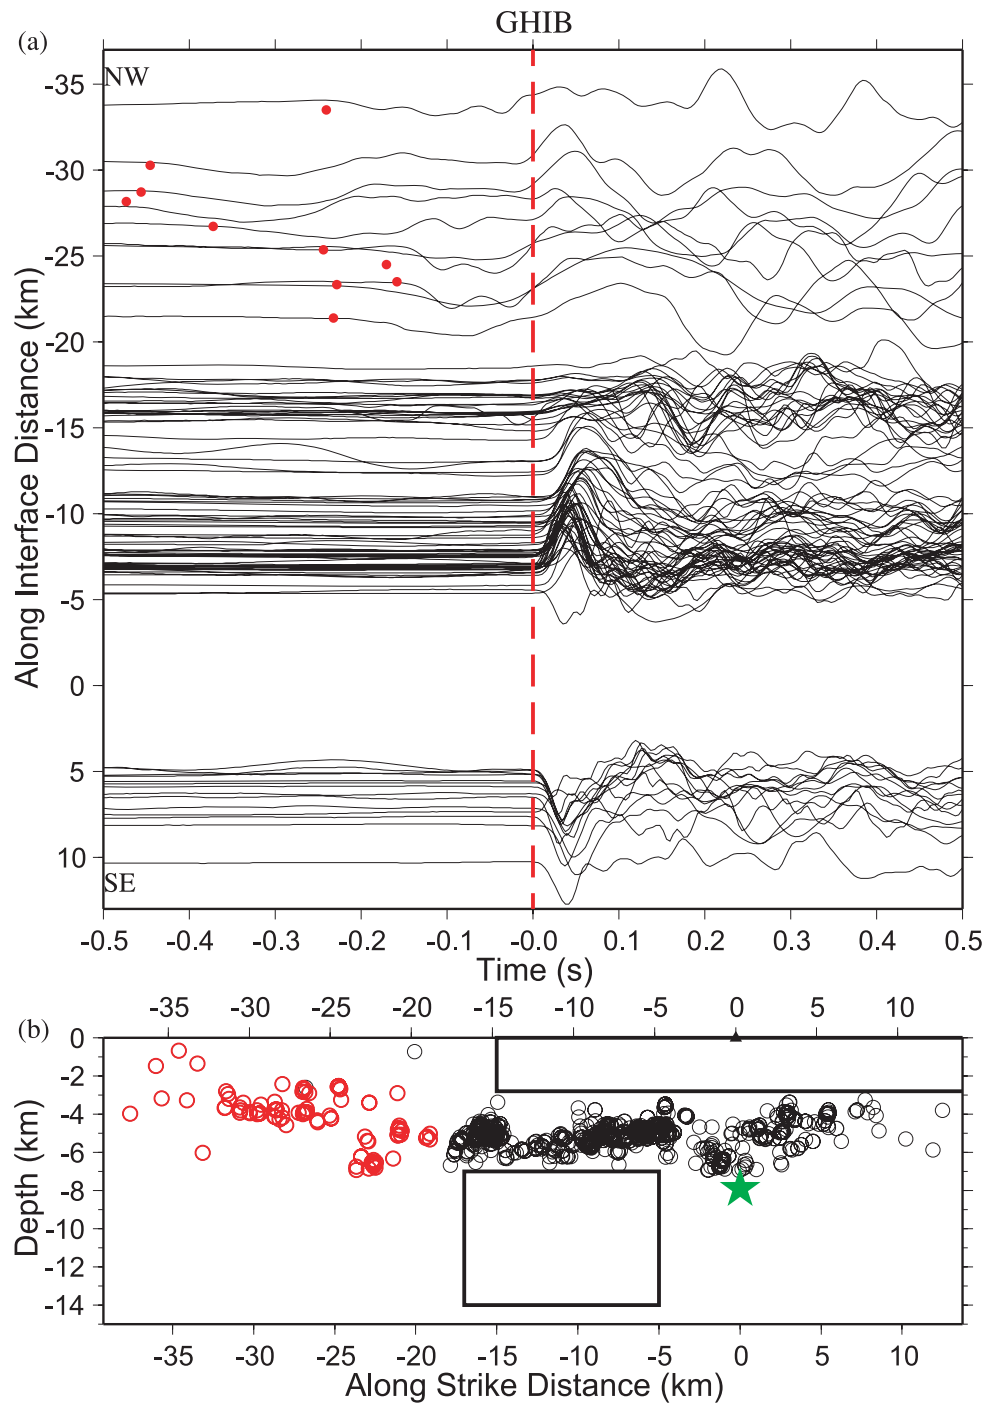 GHIB
(a)
NW
-35
-30
-25
-20
-15
-10
-5
0
5
10
SE
Along Interface Distance (km)
-0.5 -0.4 -0.3 -0.2 -0.1 -0.0 0.1 0.2 0.3 0.4 0.5
Time (s)
-35 -30 -25 -20 -15 -10 -5 0 5 10
(b)
0
-2
-4
-6
-8
-10
-12
-14
Depth (km)
-35 -30 -25 -20 -15 -10 -5 0 5 10
Along Strike Distance (km)